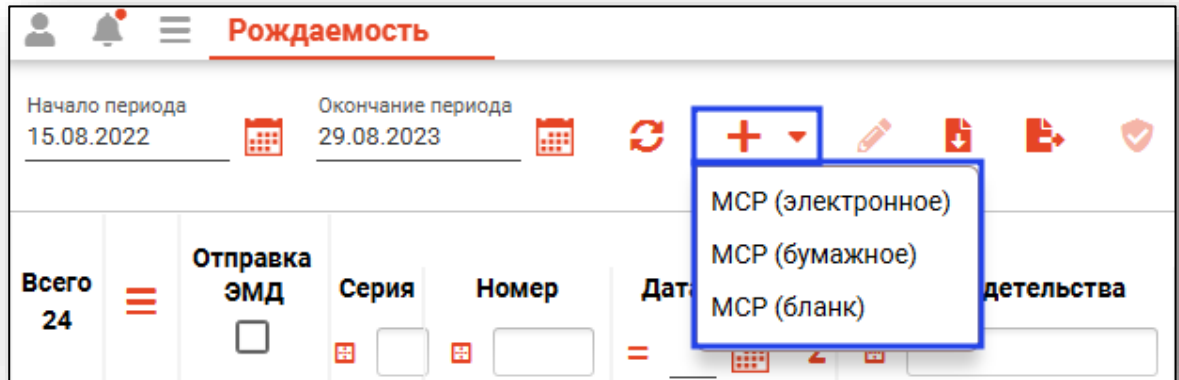 Рождаемость
Начало периода
15.08.2022
Окончание периода
29.08.2023
МСР (электронное)
МСР (бумажное)
МСР (бланк)
Всего
24
Отправка
ЭМД
Серия
Номер